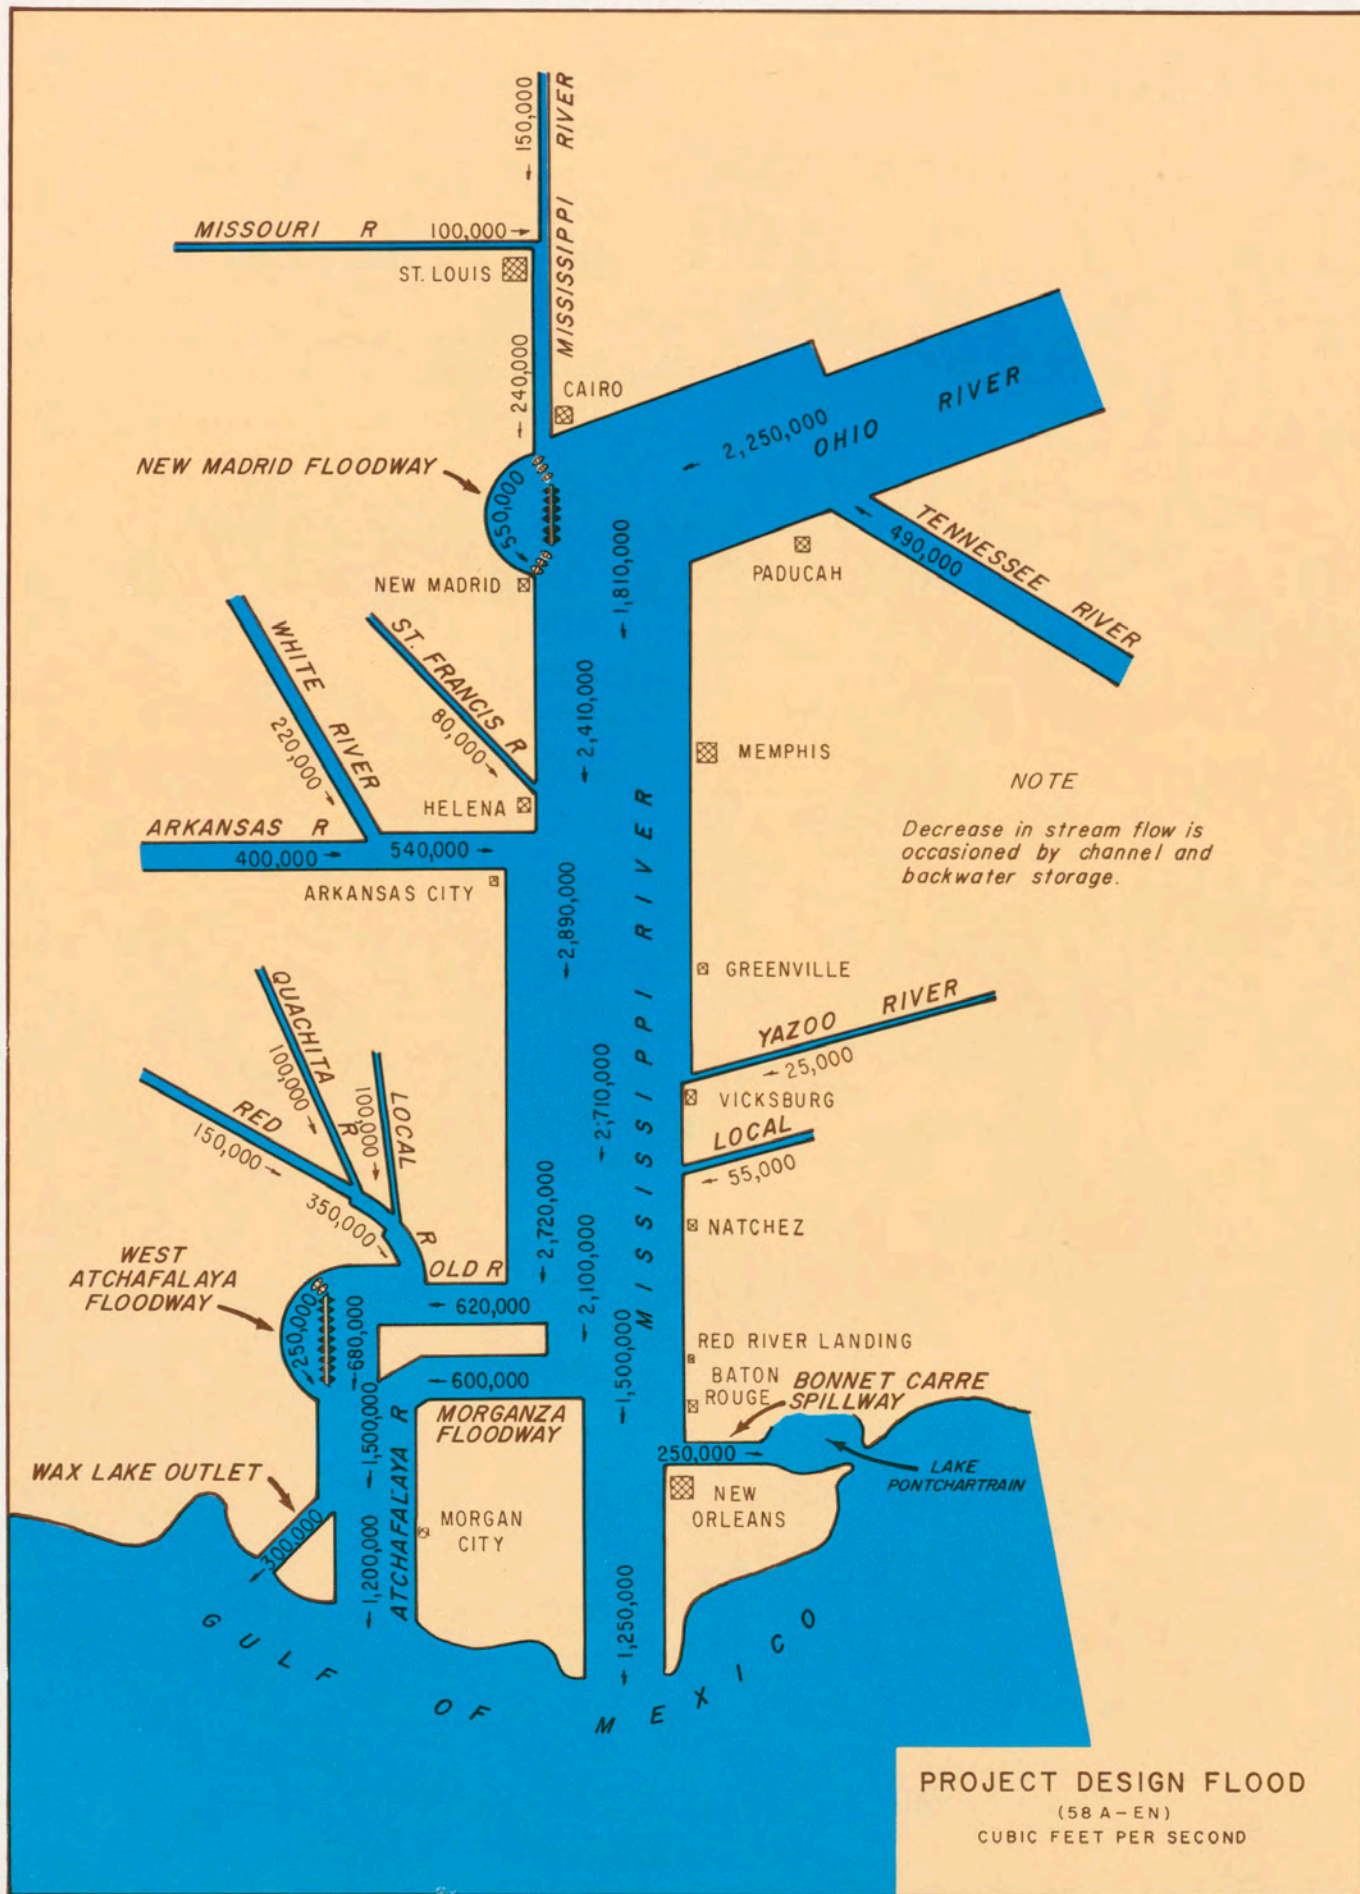 150,000
MISSISSIPPI RIVER
MISSOURI R
100,000
ST. LOUIS
240,000
CAIRO
2,250,000
OHIO RIVER
NEW MADRID FLOODWAY
550,000
NEW MADRID
1,810,000
PADUCAH
TENNESSEE RIVER
490,000
WHITE RIVER
220,000
ST. FRANCIS R
80,000
2,410,000
MEMPHIS
HELENA
ARKANSAS R
400,000
540,000
ARKANSAS CITY
NOTE
Decrease in stream flow is
occasioned by channel and
backwater storage.
2,890,000
MISSISSIPPI RIVER
GREENVILLE
YAZOO RIVER
25,000
VICKSBURG
LOCAL
55,000
NATCHEZ
QUACHITA R
100,000
LOCAL
100,000
RED R
150,000
350,000
2,710,000
2,720,000
2,100,000
OLD R
620,000
WEST
ATCHAFALAYA
FLOODWAY
250,000
680,000
600,000
1,500,000
RED RIVER LANDING
BATON
ROUGE
BONNET CARRE
SPILLWAY
250,000
LAKE
PONTCHARTRAIN
MORGANZA
FLOODWAY
1,500,000
ATCHAFALAYA R
WAX LAKE OUTLET
300,000
1,200,000
MORGAN
CITY
NEW
ORLEANS
1,250,000
GULF OF MEXICO
PROJECT DESIGN FLOOD
(58 A-EN)
CUBIC FEET PER SECOND